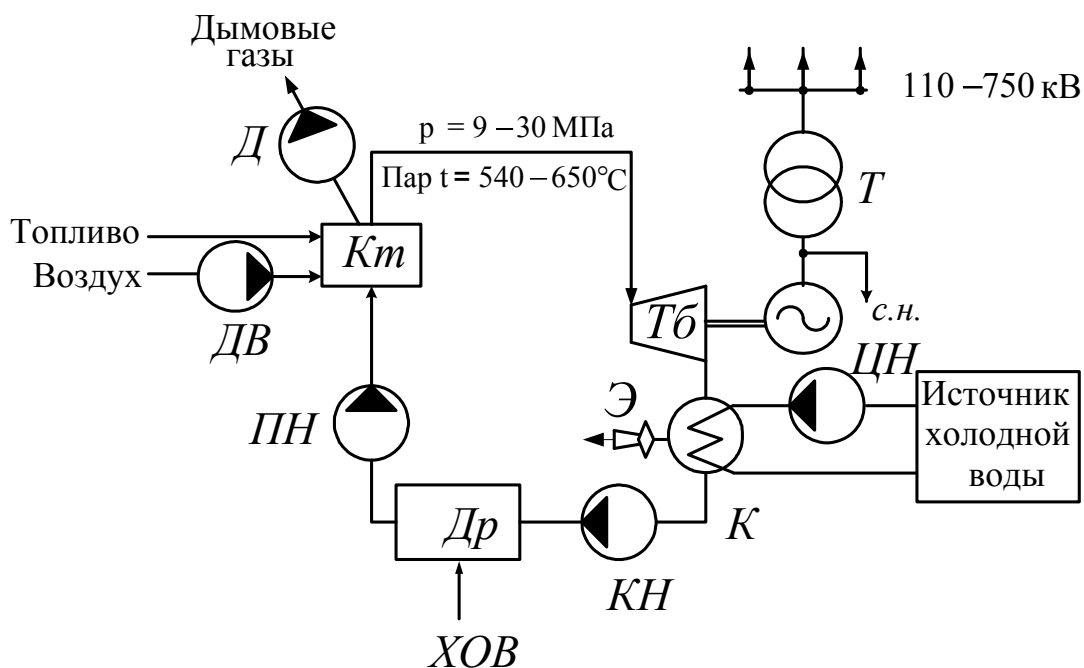 Дымовые
газы
110 – 750 кВ
Д
р = 9 – 30 МПа
Пар t = 540 – 650°С
Т
Топливо
Кт
Воздух
ДВ
Тб
с.н.
ЦН
Э
Источник
холодной
воды
ПН
Др
К
КН
ХОВ